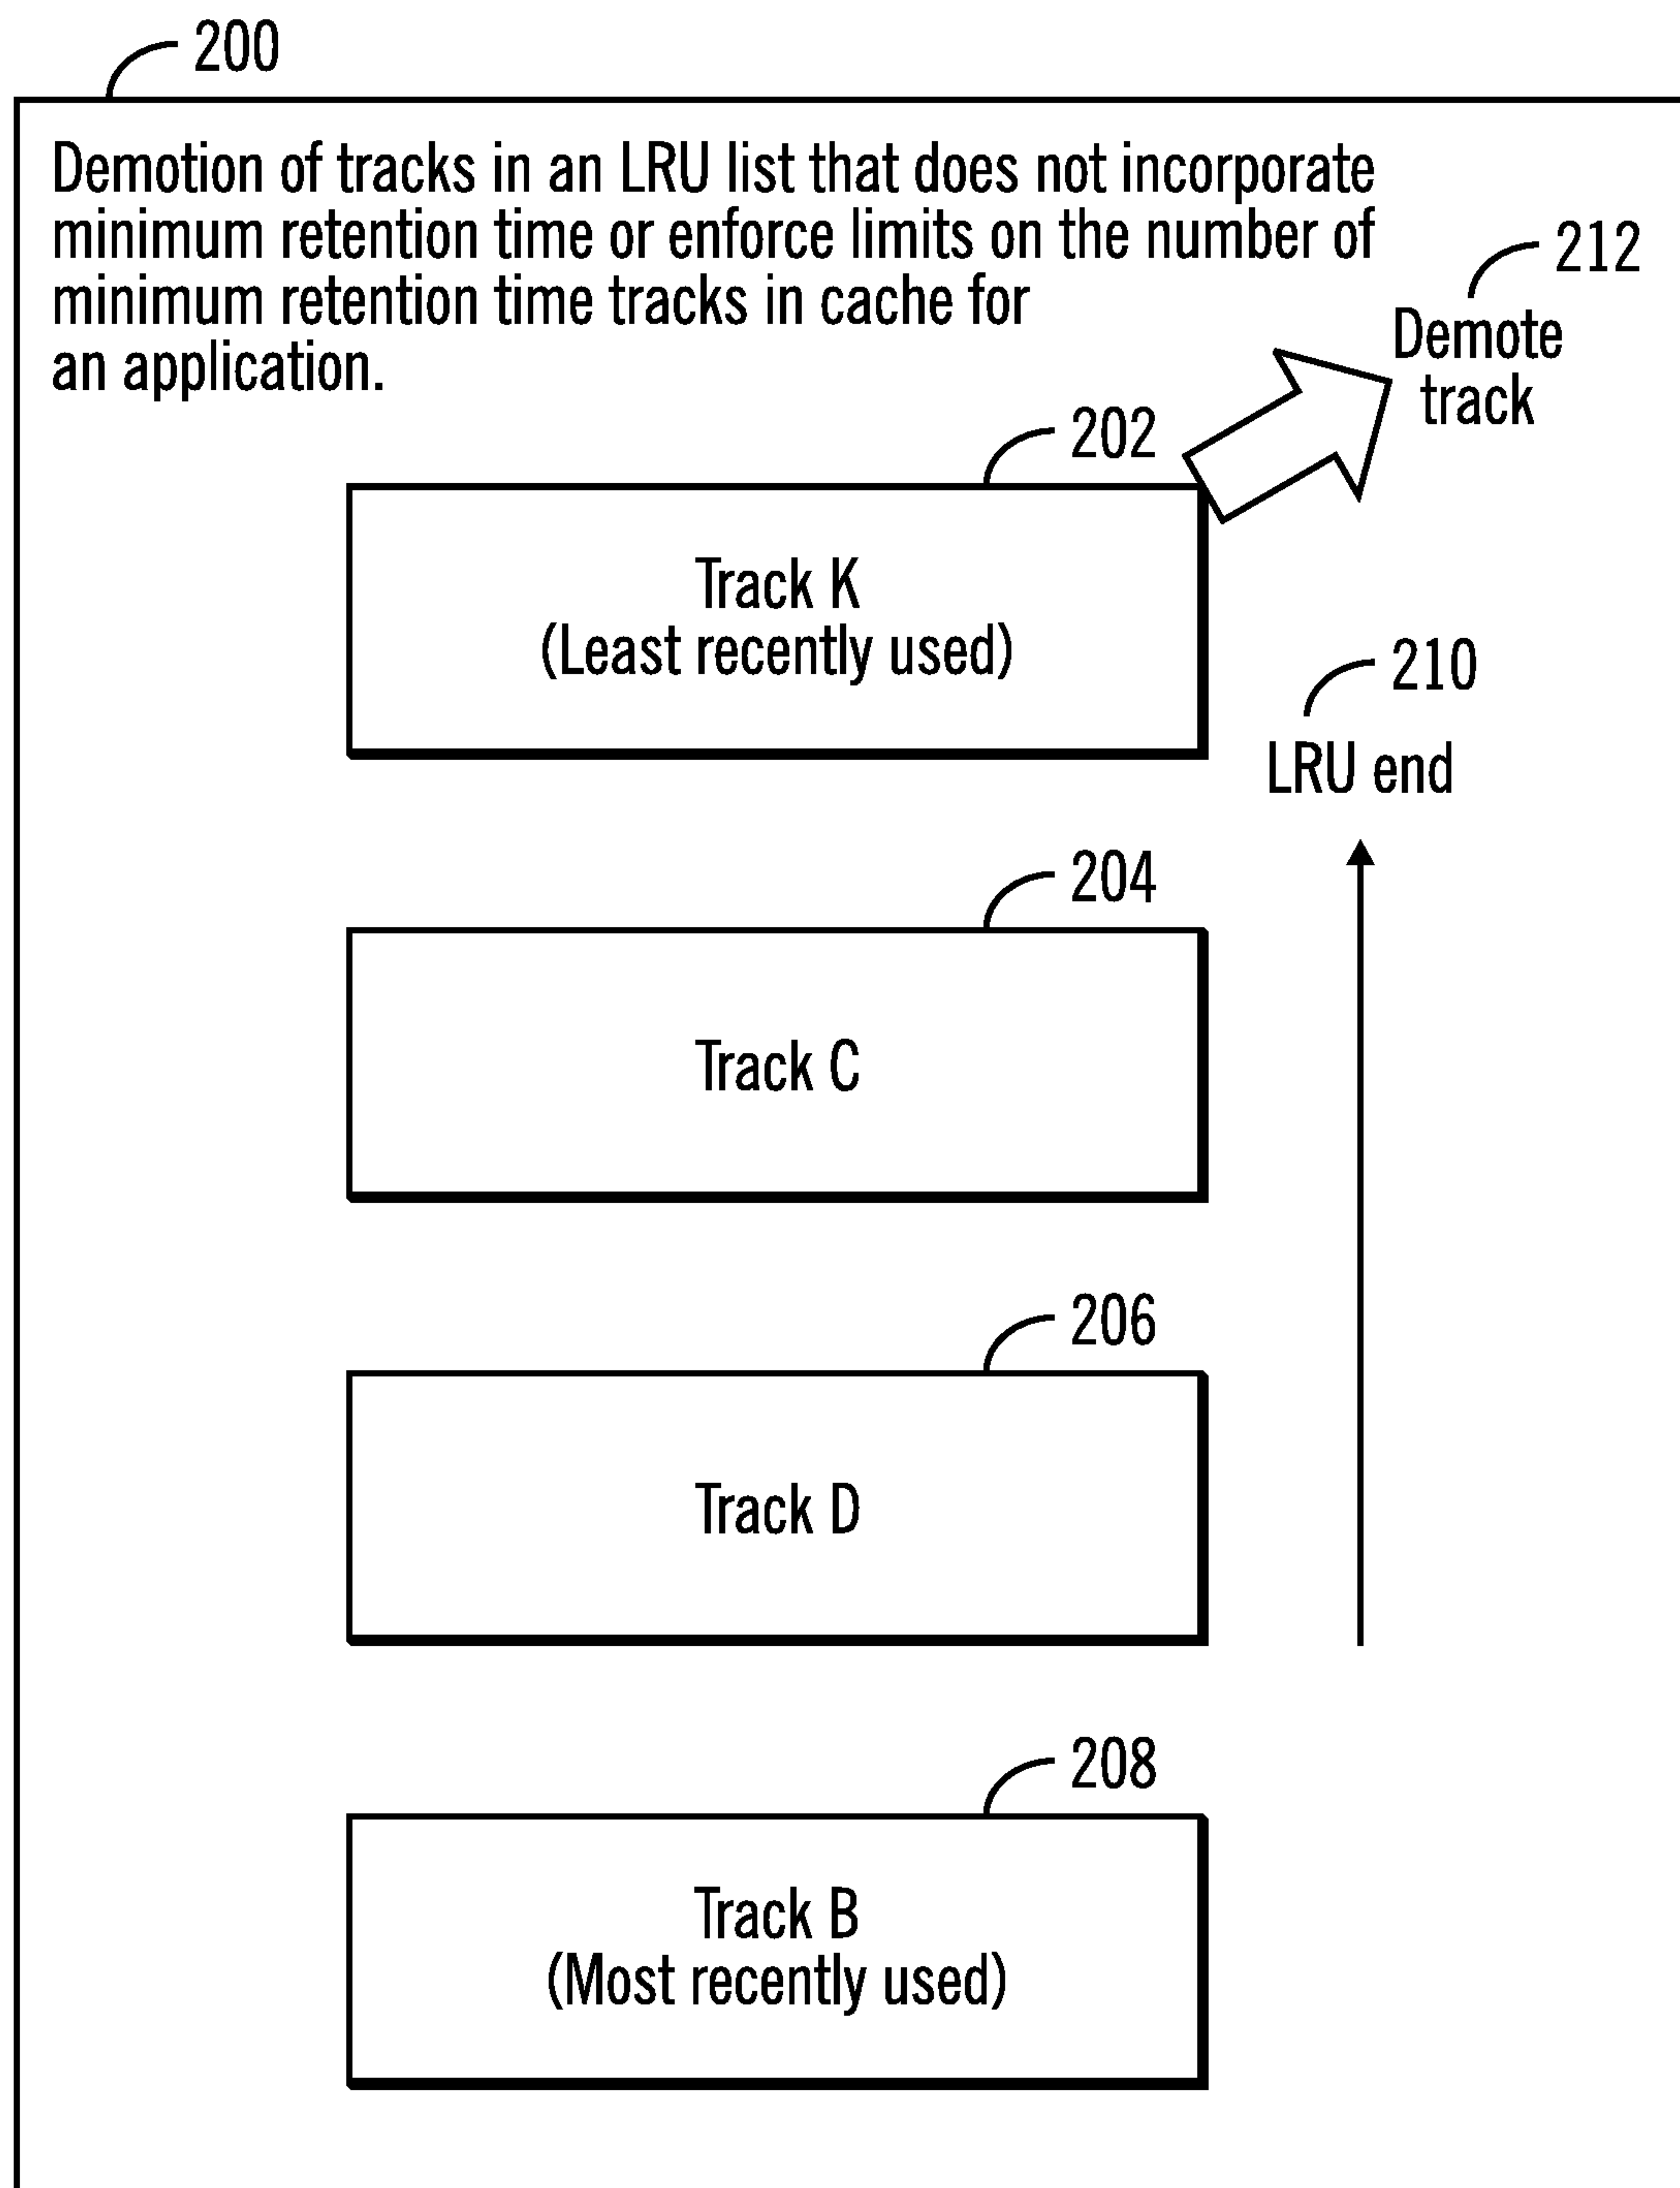 200
Demotion of tracks in an LRU list that does not incorporate
minimum retention time or enforce limits on the number of
minimum retention time tracks in cache for
an application.
212
Demote
track
202
Track K
(Least recently used)
210
LRU end
204
Track C
206
Track D
208
Track B
(Most recently used)